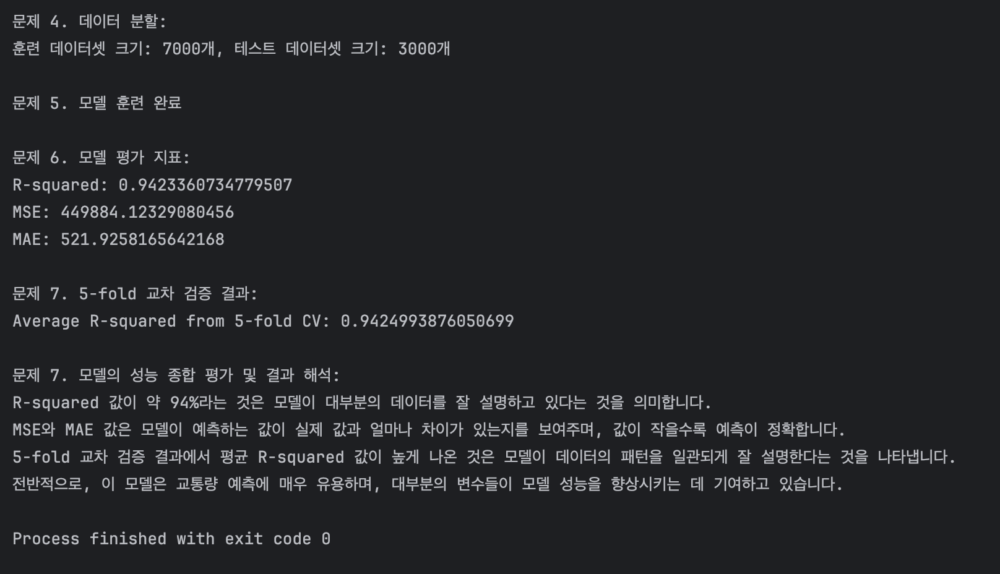 문제 4. 데이터 분할:
훈련 데이터셋 크기: 7000개, 테스트 데이터셋 크기: 3000개
문제 5. 모델 훈련 완료
문제 6. 모델 평가 지표:
R-squared: 0.9423360734779507
MSE: 449884.12329080456
MAE: 521.9258165642168
문제 7. 5-fold 교차 검증 결과:
Average R-squared from 5-fold CV: 0.9424993876050699
문제 7. 모델의 성능 종합 평가 및 결과 해석:
R-squared 값이 약 94%라는 것은 모델이 대부분의 데이터를 잘 설명하고 있다는 것을 의미합니다.
MSE와 MAE 값은 모델이 예측하는 값이 실제 값과 얼마나 차이가 있는지를 보여주며, 값이 작을수록 예측이 정확합니다.
5-fold 교차 검증 결과에서 평균 R-squared 값이 높게 나온 것은 모델이 데이터의 패턴을 일관되게 잘 설명한다는 것을 나타냅니다.
전반적으로, 이 모델은 교통량 예측에 매우 유용하며, 대부분의 변수들이 모델 성능을 향상시키는 데 기여하고 있습니다.
Process finished with exit code 0